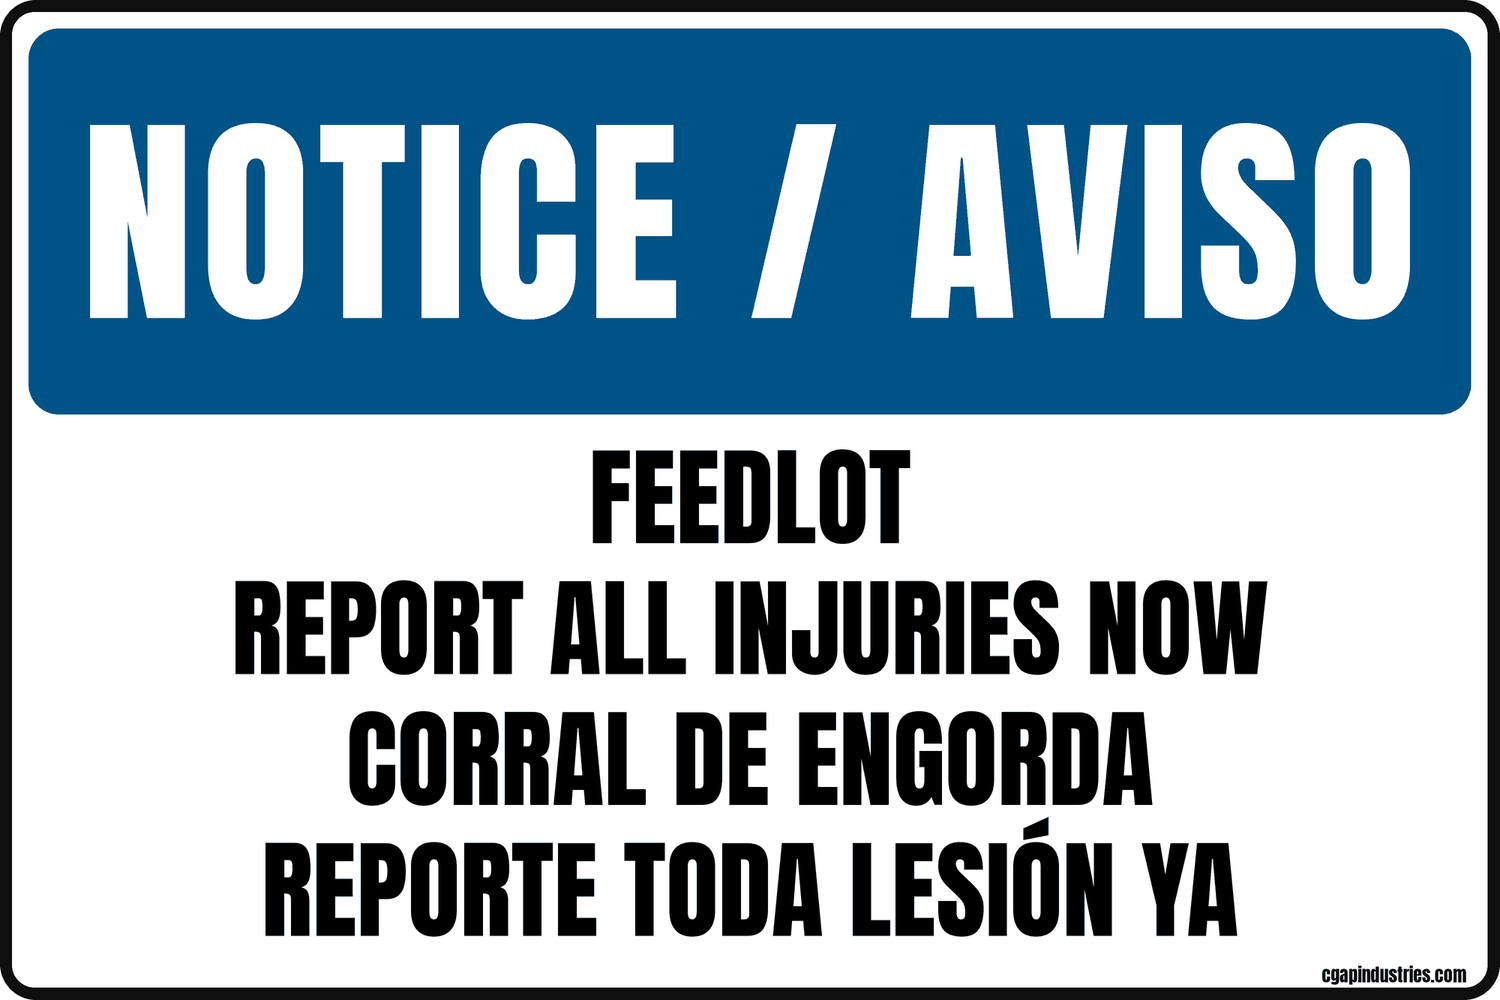 NOTICE / AVISO
FEEDLOT
REPORT ALL INJURIES NOW
CORRAL DE ENGORDA
REPORTE TODA LESIÓN YA
cgapindustries.com